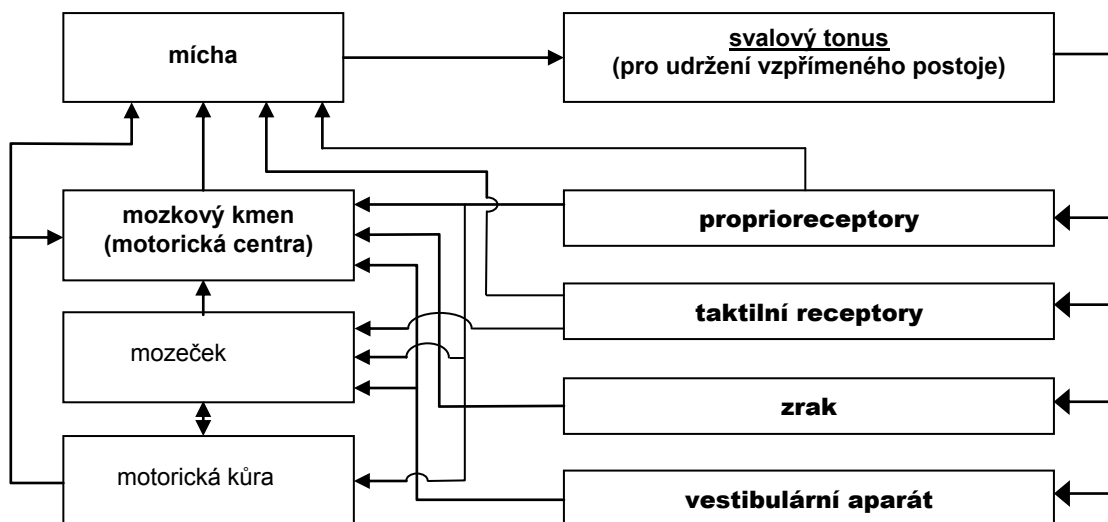 mícha
svalový tonus
(pro udržení vzpřímeného postoje)
mozkový kmen
(motorická centra)
proprioreceptory
taktilní receptory
mozeček
zrak
motorická kůra
vestibulární aparát